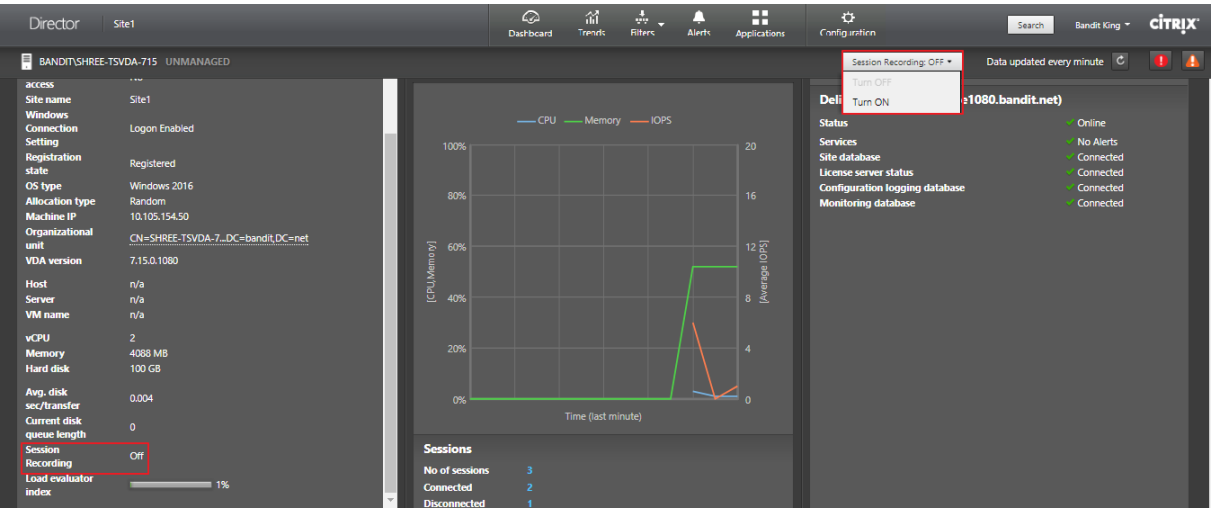 Director Site1
Dashboard Trends Filters Alerts Applications Configuration
Search Bandit King CİTRIX
BANDIT\SHREE-TSVDA-715 UNMANAGED
Session Recording: OFF
Data updated every minute
Turn OFF
Turn ON
access
Site name Site1
Windows
Connection Logon Enabled
Setting
Registration
state Registered
OS type Windows 2016
Allocation type Random
Machine IP 10.105.154.50
Organizational
unit CN=SHREE-TSVDA-7...DC=bandit,DC=net
VDA version 7.15.0.1080
Host n/a
Server n/a
VM name n/a
vCPU 2
Memory 4088 MB
Hard disk 100 GB
Avg. disk
sec/transfer 0.004
Current disk
queue length 0
Session
Recording Off
Load evaluator
index 1%
CPU Memory IOPS
100% 20
80% 16
60% 12
40% 8
20% 4
0% 0
[CPU,Memory]
[Average IOPS]
Time (last minute)
Sessions
No of sessions 3
Connected 2
Disconnected 1
Deli e1080.bandit.net)
Status Online
Services No Alerts
Site database Connected
License server status Connected
Configuration logging database Connected
Monitoring database Connected